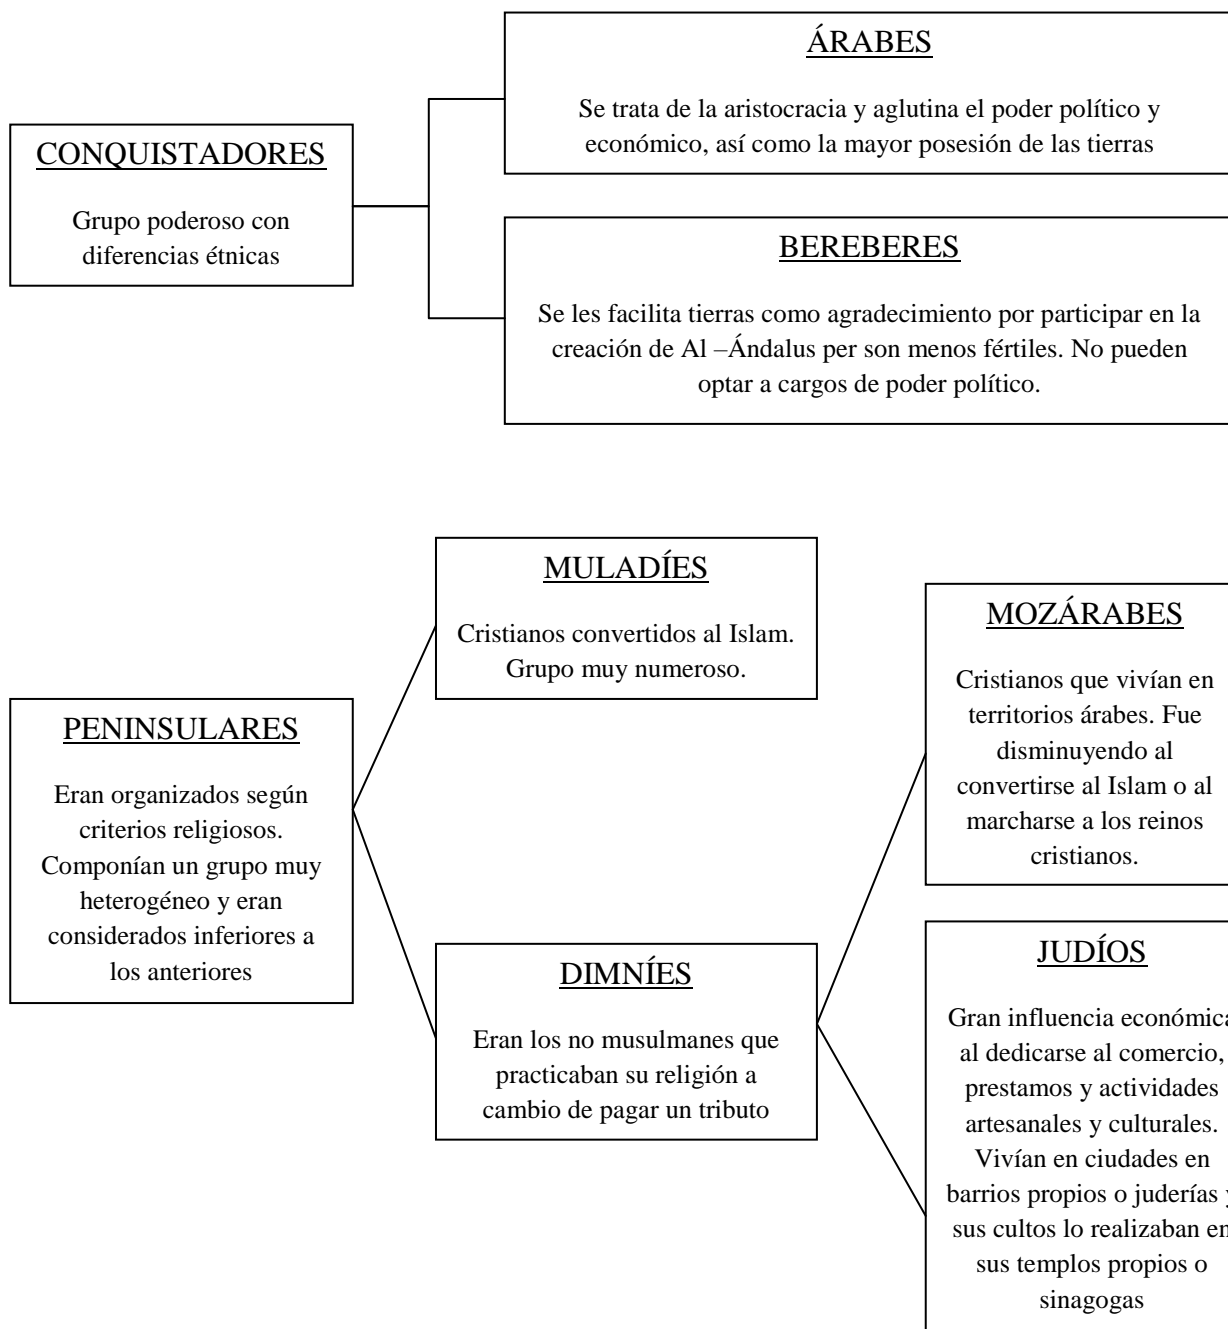 CONQUISTADORES
Grupo poderoso con
diferencias étnicas
ÁRABES
Se trata de la aristocracia y aglutina el poder político y
económico, así como la mayor posesión de las tierras
BEREBERES
Se les facilita tierras como agradecimiento por participar en la
creación de Al –Ándalus per son menos fértiles. No pueden
optar a cargos de poder político.
PENINSULARES
Eran organizados según
criterios religiosos.
Componían un grupo muy
heterogéneo y eran
considerados inferiores a
los anteriores
MULADÍES
Cristianos convertidos al Islam.
Grupo muy numeroso.
DIMNÍES
Eran los no musulmanes que
practicaban su religión a
cambio de pagar un tributo
MOZÁRABES
Cristianos que vivían en
territorios árabes. Fue
disminuyendo al
convertirse al Islam o al
marcharse a los reinos
cristianos.
JUDÍOS
Gran influencia económica
al dedicarse al comercio,
prestamos y actividades
artesanales y culturales.
Vivían en ciudades en
barrios propios o juderías y
sus cultos lo realizaban en
sus templos propios o
sinagogas